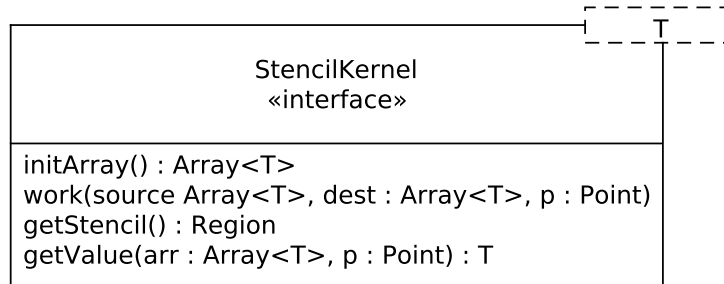 T
StencilKernel
«interface»
initArray() : Array<T>
work(source Array<T>, dest : Array<T>, p : Point)
getStencil() : Region
getValue(arr : Array<T>, p : Point) : T